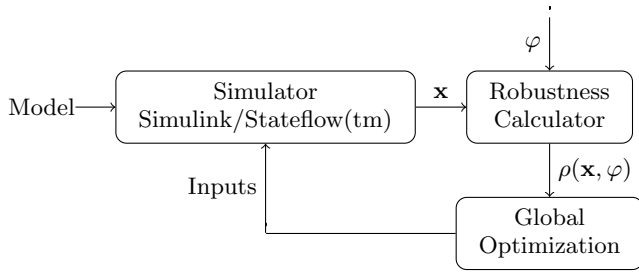 φ
Model
Simulator
Simulink/Stateflow(tm)
x
Robustness
Calculator
ρ(x, φ)
Inputs
Global
Optimization